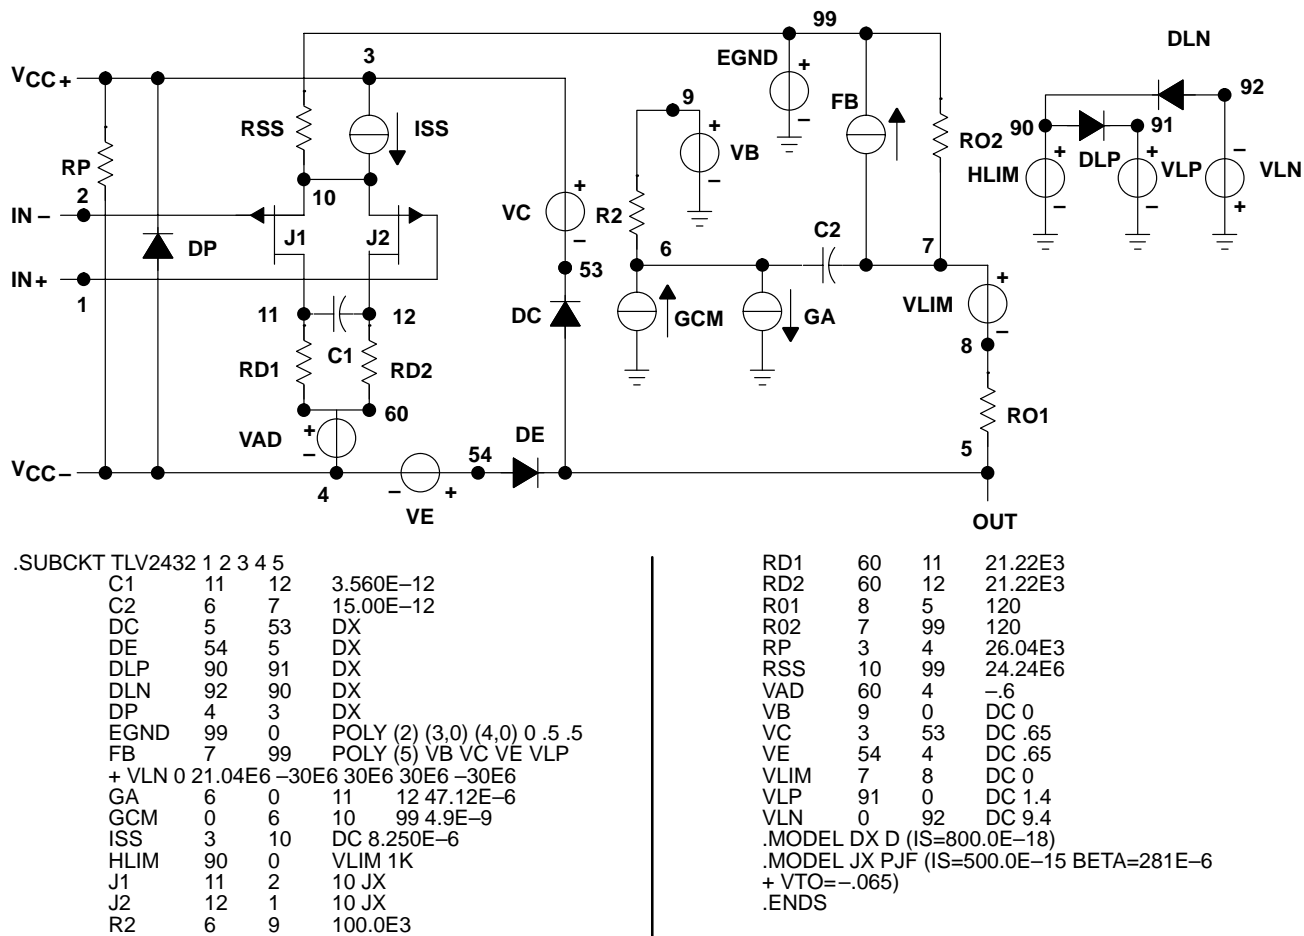 99
DLN
EGND
+
–
3
VCC+
FB
92
9
RSS
ISS
+
VB
–
RO2
90
91
DLP
HLIM
+
–
+
–
VLP
–
+
VLN
RP
2
10
IN –
J1
J2
DP
VC
+
–
R2
C2
6
7
IN+
1
53
GCM
GA
VLIM
+
–
11
12
C1
DC
8
RD1
RD2
RO1
60
VAD
+
–
DE
54
5
VCC –
4
–
+
VE
OUT
.SUBCKT TLV2432 1 2 3 4 5
C1 11 12 3.560E–12
C2 6 7 15.00E–12
DC 5 53 DX
DE 54 5 DX
DLP 90 91 DX
DLN 92 90 DX
DP 4 3 DX
EGND 99 0 POLY (2) (3,0) (4,0) 0 .5 .5
FB 7 99 POLY (5) VB VC VE VLP
+ VLN 0 21.04E6 –30E6 30E6 30E6 –30E6
GA 6 0 11 12 47.12E–6
GCM 0 6 10 99 4.9E–9
ISS 3 10 DC 8.250E–6
HLIM 90 0 VLIM 1K
J1 11 2 10 JX
J2 12 1 10 JX
R2 6 9 100.0E3
RD1 60 11 21.22E3
RD2 60 12 21.22E3
R01 8 5 120
R02 7 99 120
RP 3 4 26.04E3
RSS 10 99 24.24E6
VAD 60 4 –.6
VB 9 0 DC 0
VC 3 53 DC .65
VE 54 4 DC .65
VLIM 7 8 DC 0
VLP 91 0 DC 1.4
VLN 0 92 DC 9.4
.MODEL DX D (IS=800.0E–18)
.MODEL JX PJF (IS=500.0E–15 BETA=281E–6
+ VTO=–.065)
.ENDS